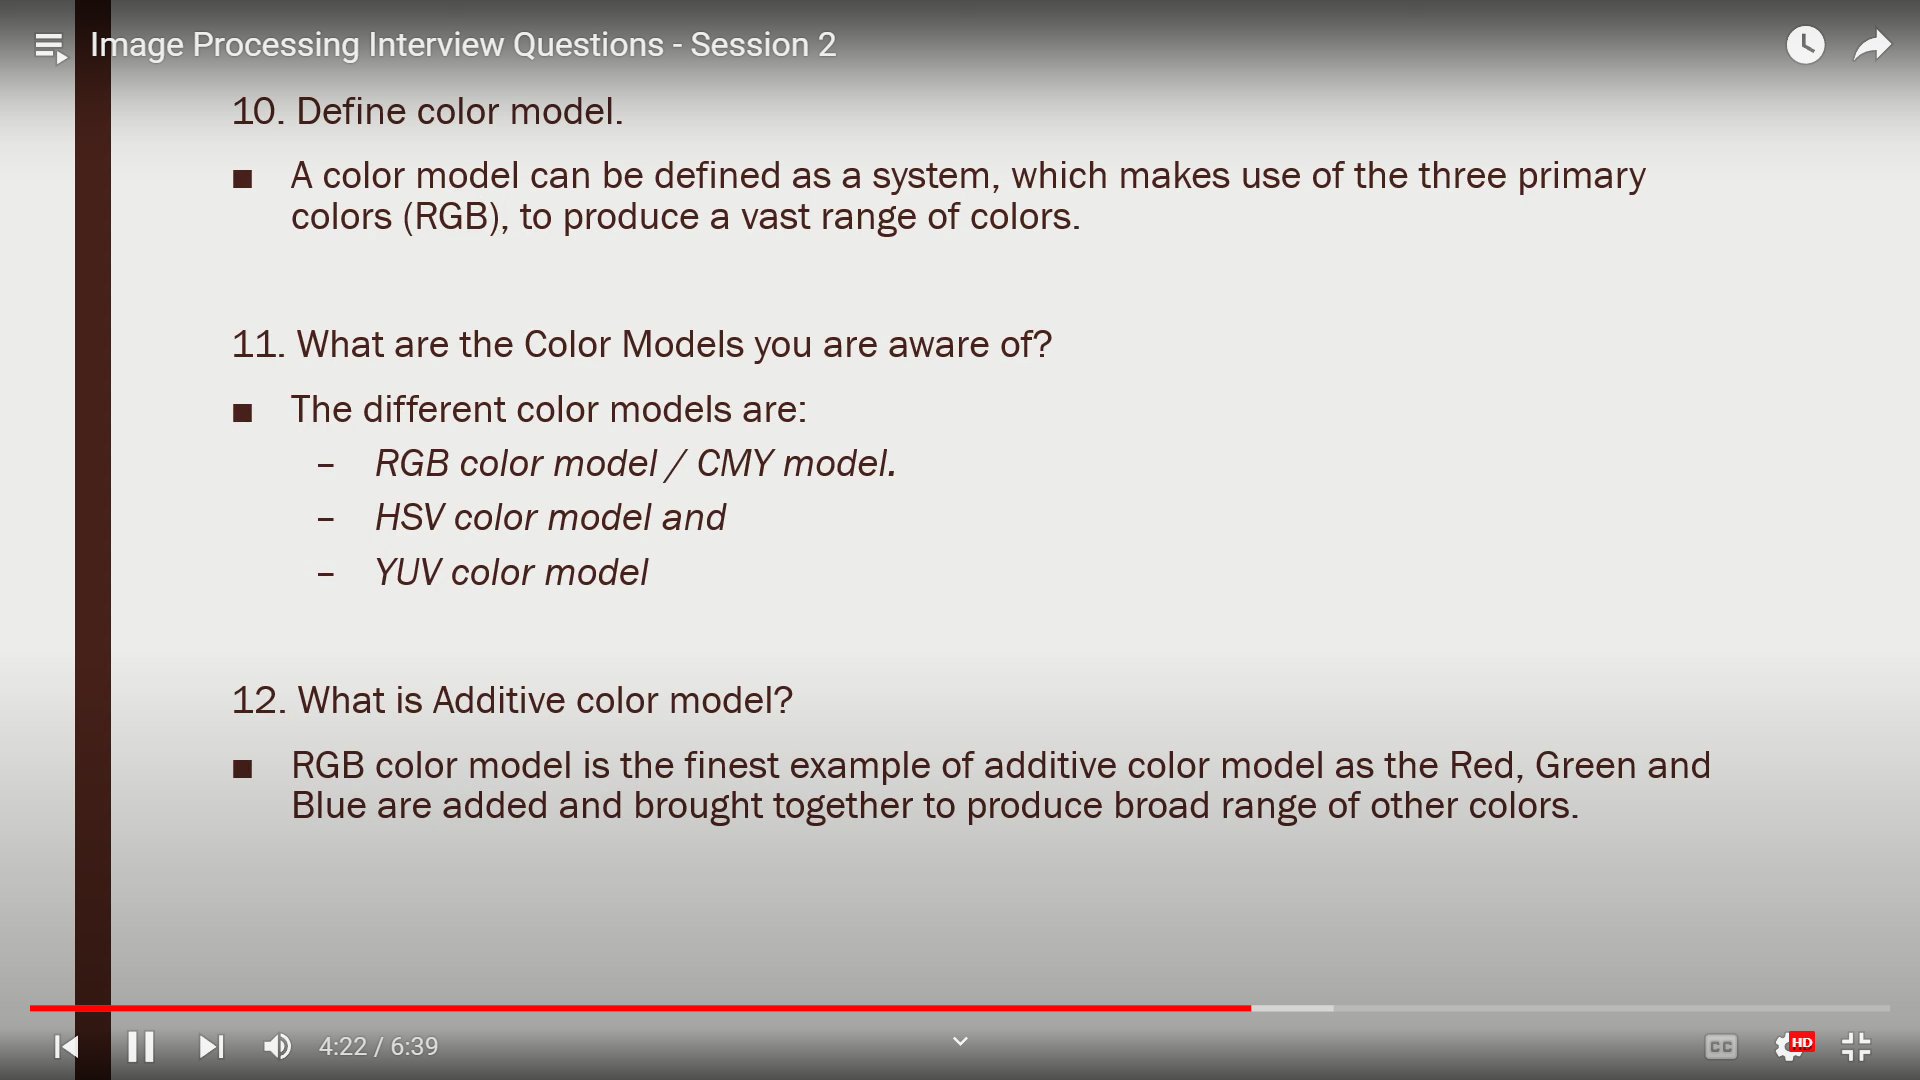 Image Processing Interview Questions - Session 2
10. Define color model.
■ A color model can be defined as a system, which makes use of the three primary
colors (RGB), to produce a vast range of colors.
11. What are the Color Models you are aware of?
■ The different color models are:
– RGB color model / CMY model.
– HSV color model and
– YUV color model
12. What is Additive color model?
■ RGB color model is the finest example of additive color model as the Red, Green and
Blue are added and brought together to produce broad range of other colors.
4:22 / 6:39
CC
HD